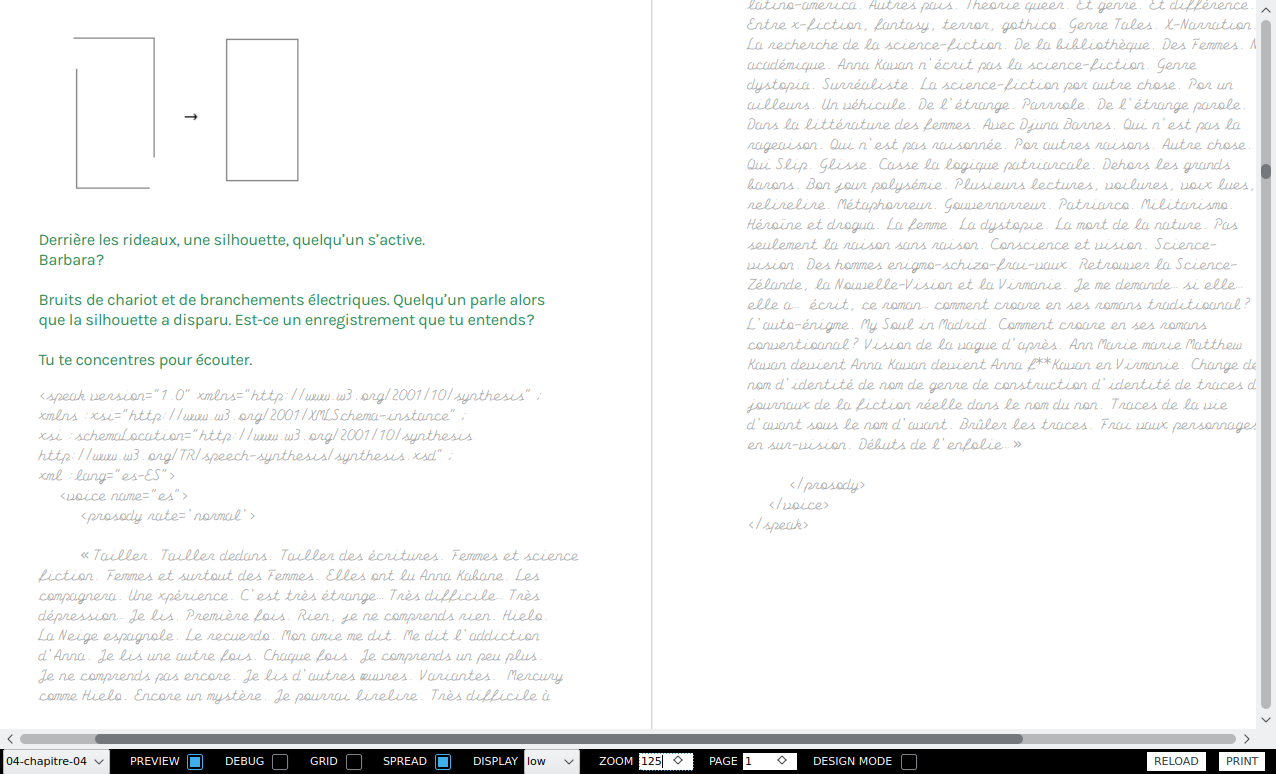 →
Derrière les rideaux, une silhouette, quelqu'un s'active.
Barbara?
Bruits de chariot et de branchements électriques. Quelqu'un parle alors
que la silhouette a disparu. Est-ce un enregistrement que tu entends?
Tu te concentres pour écouter.
<speak version="1.0" xmlns="http://www.w3.org/2001/10/synthesis" ;
xmlns :xsi="http://www.w3.org/2001/XMLSchema-instance" ;
xsi :schemaLocation="http://www.w3.org/2001/10/synthesis
http://www.w3.org/TR/speech-synthesis/synthesis.xsd" ;
xml :lang="es-ES">
<voice name="es">
<prosody rate='normal'>
« Tailler. Tailler dedans. Tailler des écritures. Femmes et science
fiction. Femmes et surtout des Femmes. Elles ont lu Anna Kabane. Les
compagnera. Une xpérience. C'est très étrange... Très difficile... Très
dépression... Je lis. Première fois. Rien, je ne comprends rien. Hielo.
La Neige espagnole. Le recuerdo. Mon amie me dit. Me dit l'addiction
d'Anna. Je lis une autre fois. Chaque fois. Je comprends un peu plus.
Je ne comprends pas encore. Je lis d'autres œuvres. Variantes. Mercury
comme Hielo. Encore un mystère. Je pourrai lirelire. Très difficile à
latino-america. Autres pais. Théorie queer. Et genre. Et différence.
Entre x-fiction, fantasy, terror, gothico. Genre Tales. X-Narration.
La recherche de la science-fiction. De la bibliothèque. Des Femmes. N
académique. Anna Kavan n'écrit pas la science-fiction. Genre
dystopia. Surréaliste. La science-fiction por autre chose. Por un
ailleurs. Un véhicule. De l'étrange. Parrrole. De l'étrange parole.
Dans la littérature des femmes. Avec Djuna Barnes. Qui n'est pas la
rageaison. Qui n'est pas raisonnée. Por autres raisons. Autre chose.
Qui Slip. Glisse. Casse la logique patriarcale. Dehors les grands
barons. Bon jour polysémie. Plusieurs lectures, voilures, voix lues,
relirelire. Métaphorreur. Gouvernarreur. Patriarco. Militarismo.
Héroïne et drogua. La femme. La dystopie. La mort de la nature. Pas
seulement la raison sans raison. Conscience et vision. Science-
vision. Des hommes enigmo-schizo-frai-vaux. Retrouver la Science-
Zélande, la Nouvelle-Vision et la Virmanie. Je me demande... si elle...
elle a... écrit, ce roman... comment croare en ses romans traditioanal?
L'auto-énigme. My Soul in Madrid. Comment croare en ses romans
conventioanal? Vision de la vague d'après. Ann Marie marie Matthew
Kavan devient Anna Kavan devient Anna f**Kavan en Virmanie. Change de
nom d'identité de nom de genre de construction d'identité de traces d
journaux de la fiction réelle dans le nom du non. Traces de la vie
d'avant sous le nom d'avant. Brûler les traces. Frai vaux personnages
en sur-vision. Débuts de l'enfolie... »
</prosody>
</voice>
</speak>
04-chapitre-04 PREVIEW DEBUG GRID SPREAD DISPLAY low ZOOM 125 PAGE 1 DESIGN MODE RELOAD PRINT